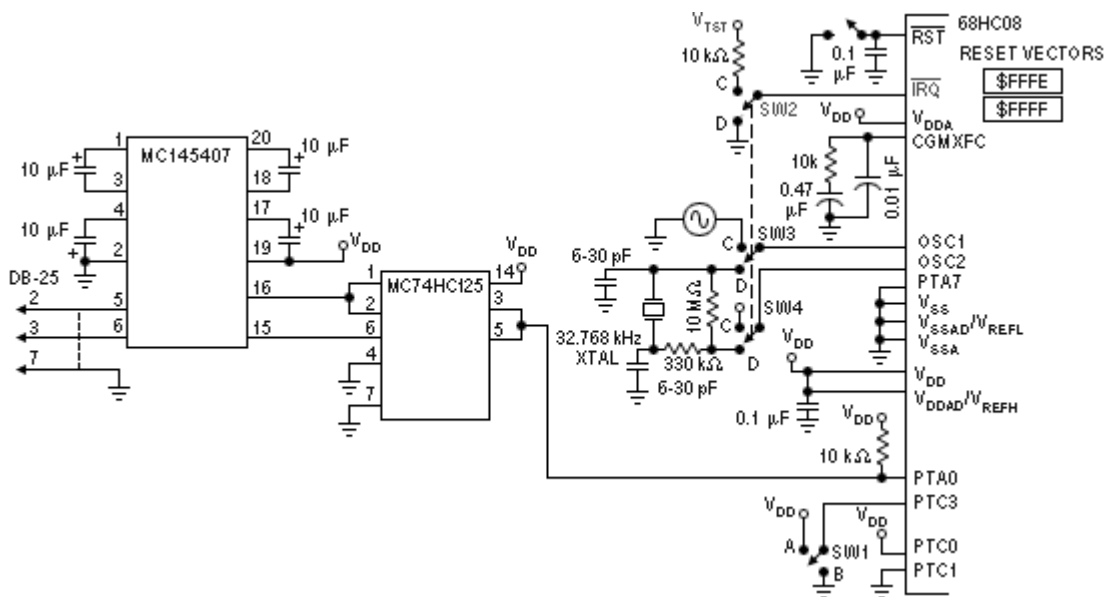 V_TST
10 kΩ
C
D
SW2
0.1
µF
68HC08
RST
RESET VECTORS
$FFFE
$FFFF
IRQ
V_DD
V_DDA
CGMXFC
10k
0.47
µF
0.01 µF
MC145407
1
3
4
2
5
6
20
18
17
19
16
15
10 µF
+
10 µF
+
10 µF
+
10 µF
+
V_DD
DB-25
2
3
7
MC74HC125
1
2
6
4
7
14
3
5
V_DD
C
SW3
D
6-30 pF
10 MΩ
C
SW4
D
32.768 kHz
XTAL
330 kΩ
6-30 pF
OSC1
OSC2
PTA7
V_SS
V_SSAD/V_REFL
V_SSA
V_DD
V_DD
V_DDAD/V_REFH
0.1 µF
V_DD
10 kΩ
PTA0
PTC3
V_DD
A
SW1
B
V_DD
PTC0
PTC1